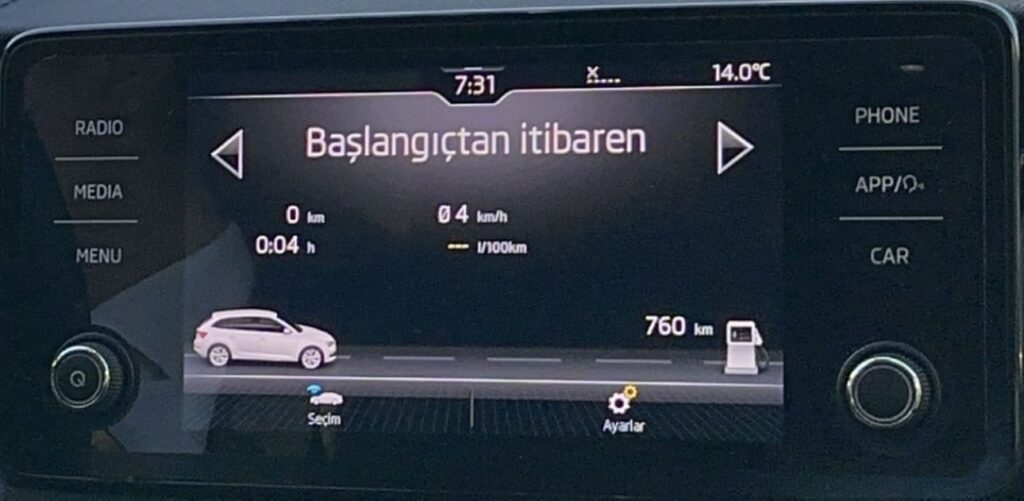 7:31
14.0°C
RADIO
MEDIA
MENU
Başlangıçtan itibaren
0 km
Ø 4 km/h
0:04 h
--- l/100km
760 km
Seçim
Ayarlar
PHONE
APP/
CAR